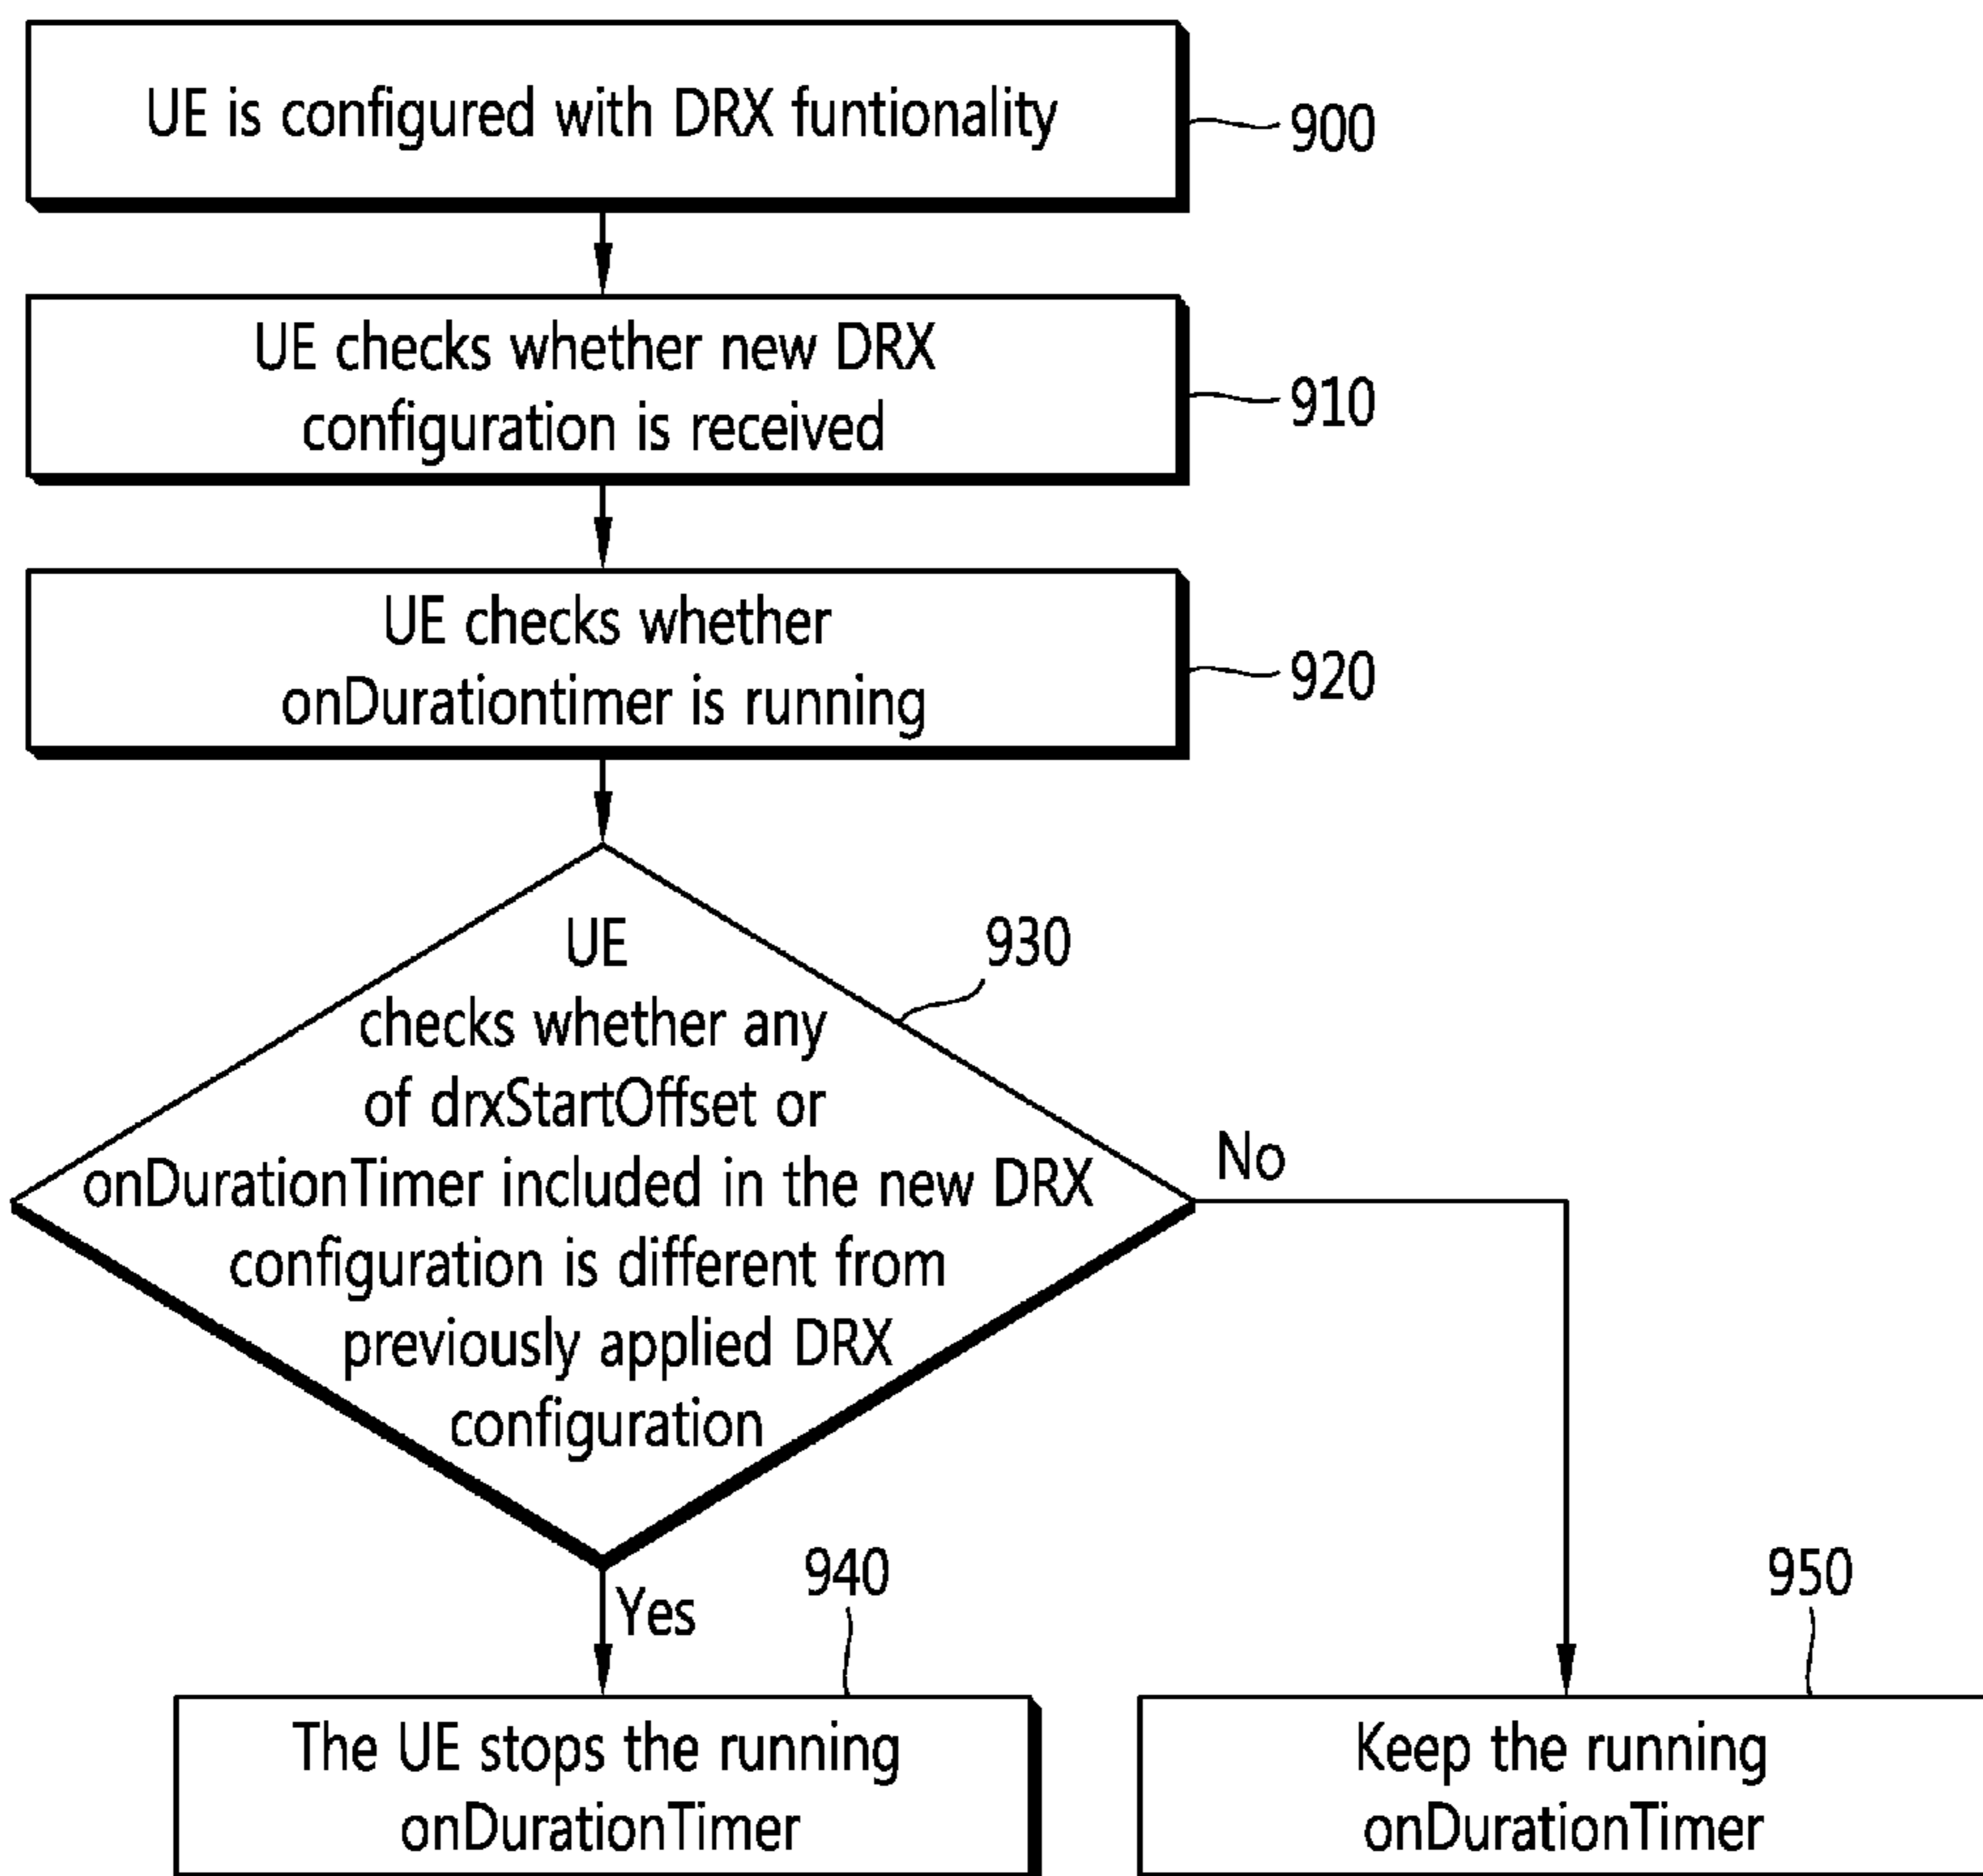 UE is configured with DRX funtionality
900
UE checks whether new DRX
configuration is received
910
UE checks whether
onDurationtimer is running
920
UE
checks whether any
of drxStartOffset or
onDurationTimer included in the new DRX
configuration is different from
previously applied DRX
configuration
930
No
Yes
940
The UE stops the running
onDurationTimer
950
Keep the running
onDurationTimer